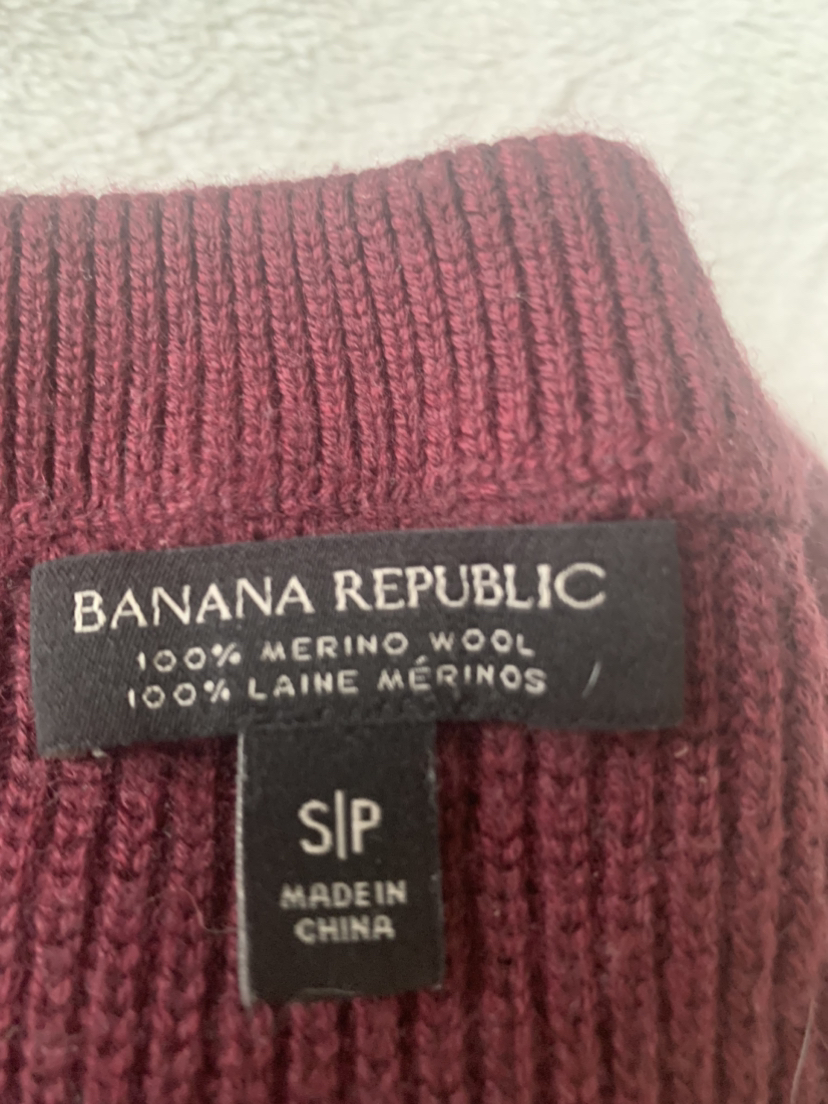 BANANA REPUBLIC
100% MERINO WOOL
100% LAINE MÉRINOS
S|P
MADE IN
CHINA